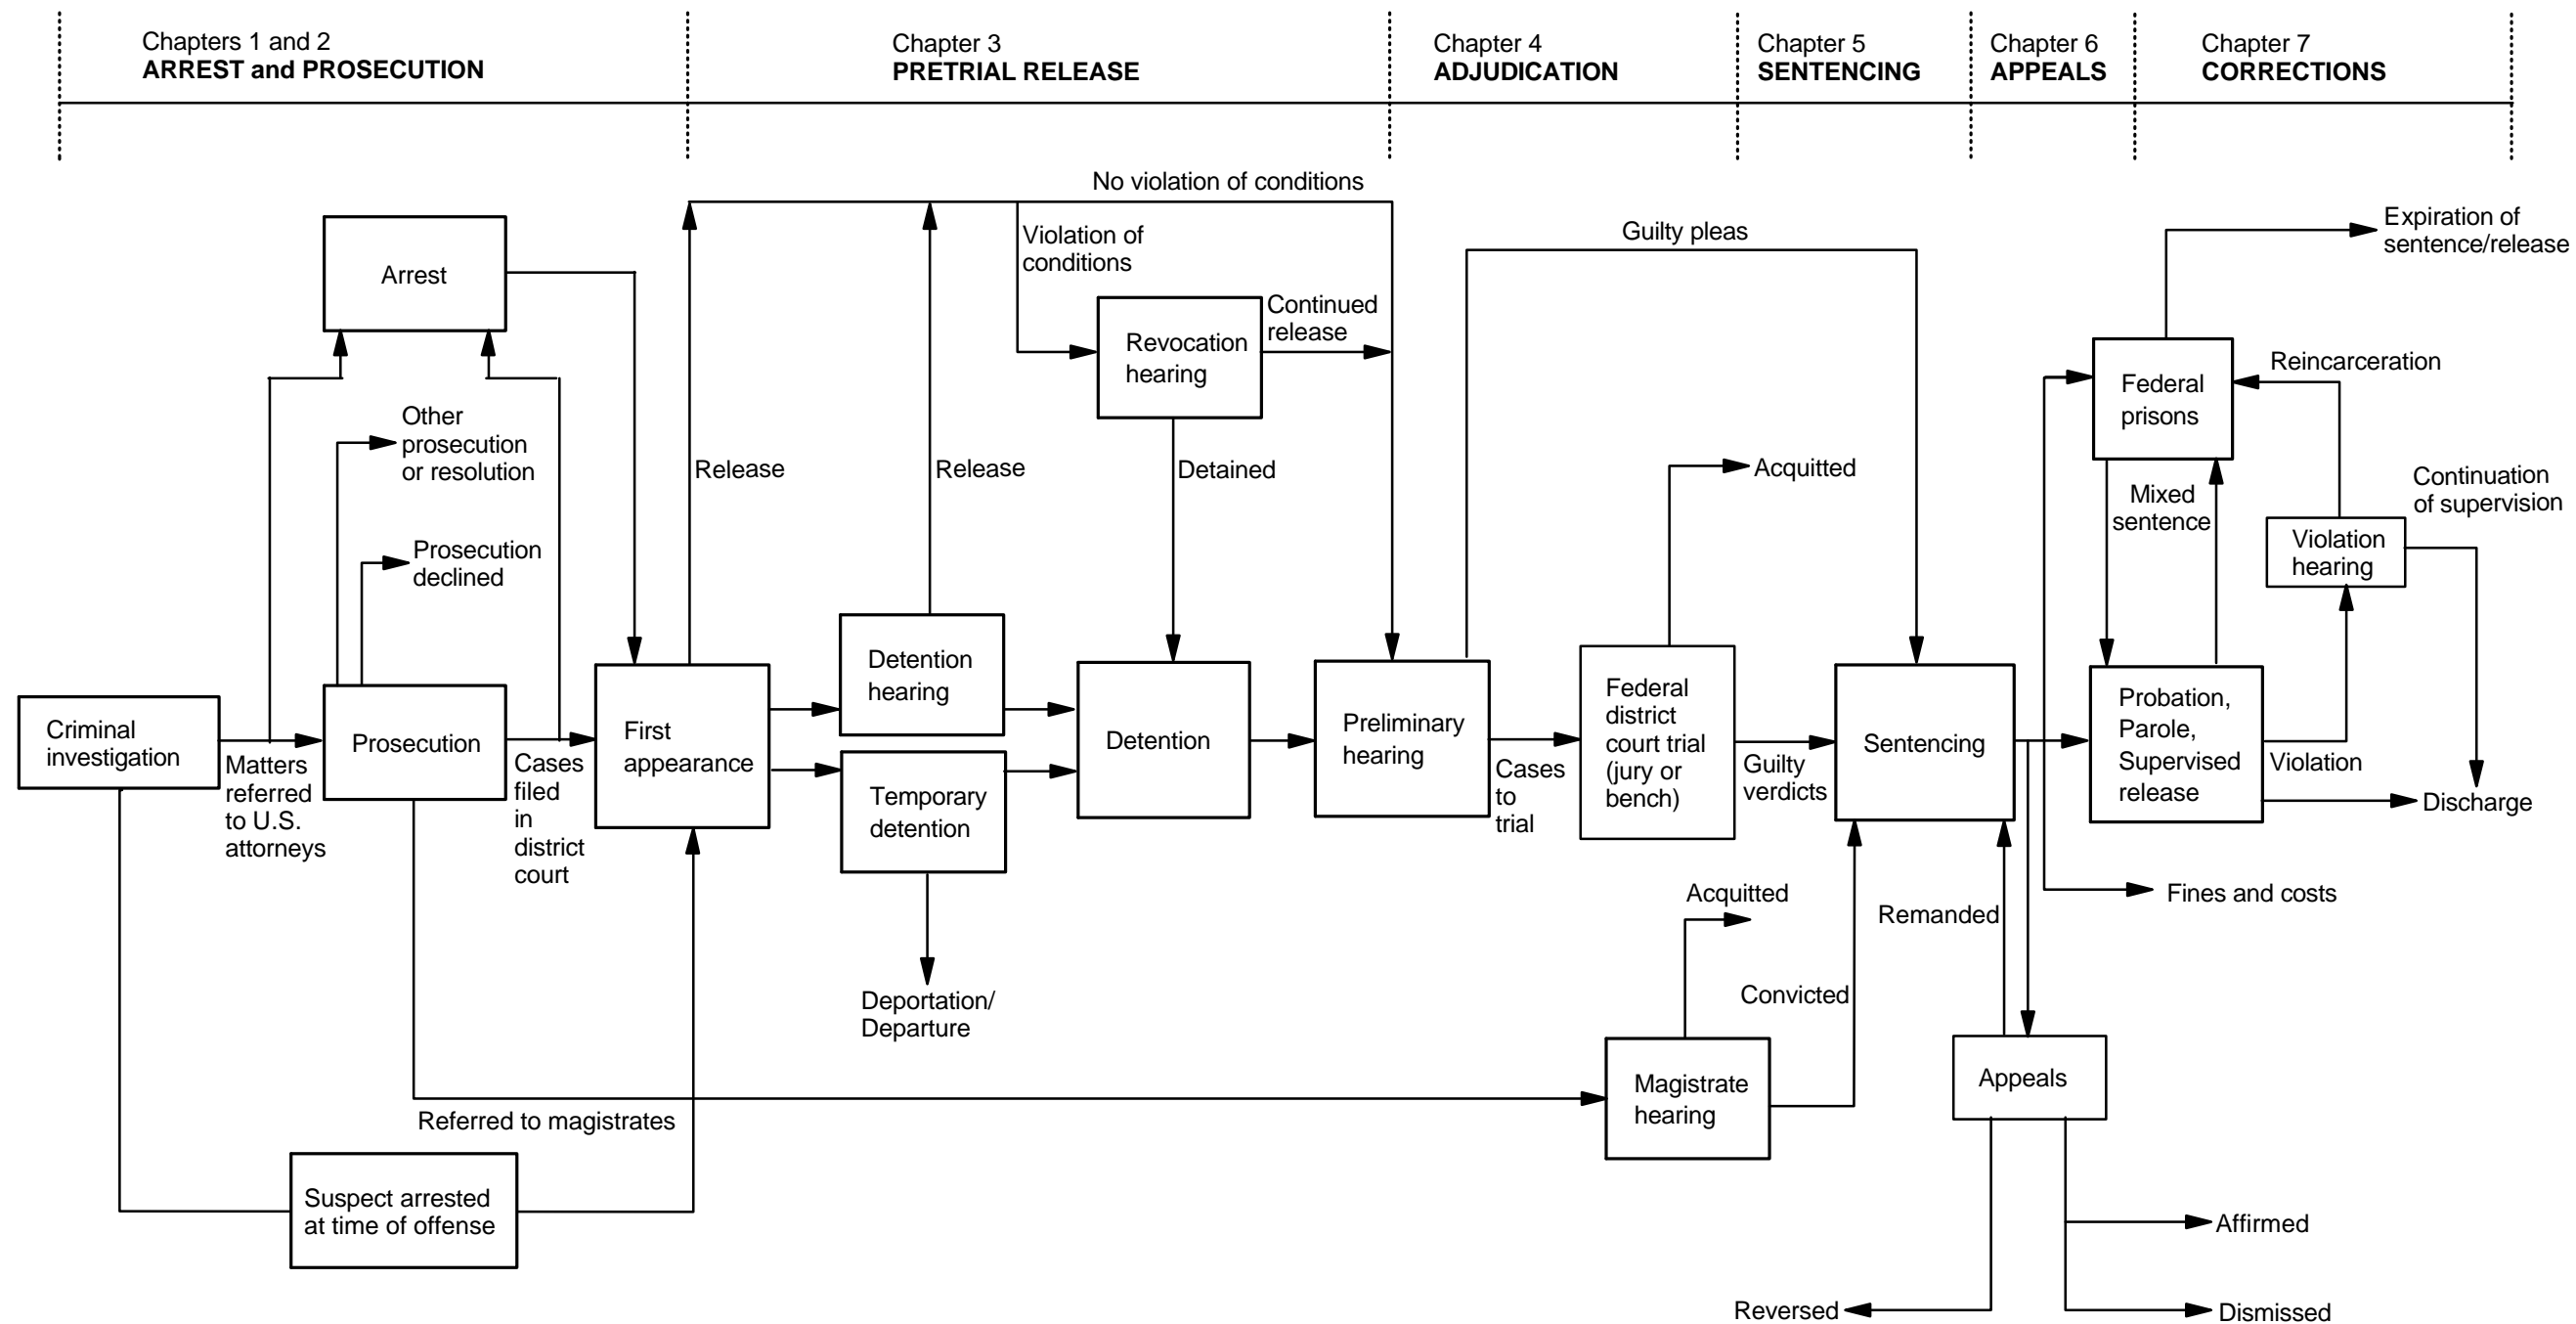 Chapters 1 and 2
ARREST and PROSECUTION
Chapter 3
PRETRIAL RELEASE
Chapter 4
ADJUDICATION
Chapter 5
SENTENCING
Chapter 6
APPEALS
Chapter 7
CORRECTIONS
No violation of conditions
Arrest
Violation of
conditions
Guilty pleas
Expiration of
sentence/release
Continued
release
Revocation
hearing
Reincarceration
Federal
prisons
Other
prosecution
or resolution
Release
Release
Detained
Acquitted
Mixed
sentence
Continuation
of supervision
Prosecution
declined
Violation
hearing
Detention
hearing
Criminal
investigation
Matters
referred
to U.S.
attorneys
Prosecution
Cases
filed
in
district
court
First
appearance
Temporary
detention
Detention
Preliminary
hearing
Cases
to
trial
Federal
district
court trial
(jury or
bench)
Guilty
verdicts
Sentencing
Probation,
Parole,
Supervised
release
Violation
Discharge
Acquitted
Remanded
Fines and costs
Deportation/
Departure
Convicted
Magistrate
hearing
Appeals
Referred to magistrates
Suspect arrested
at time of offense
Affirmed
Reversed
Dismissed